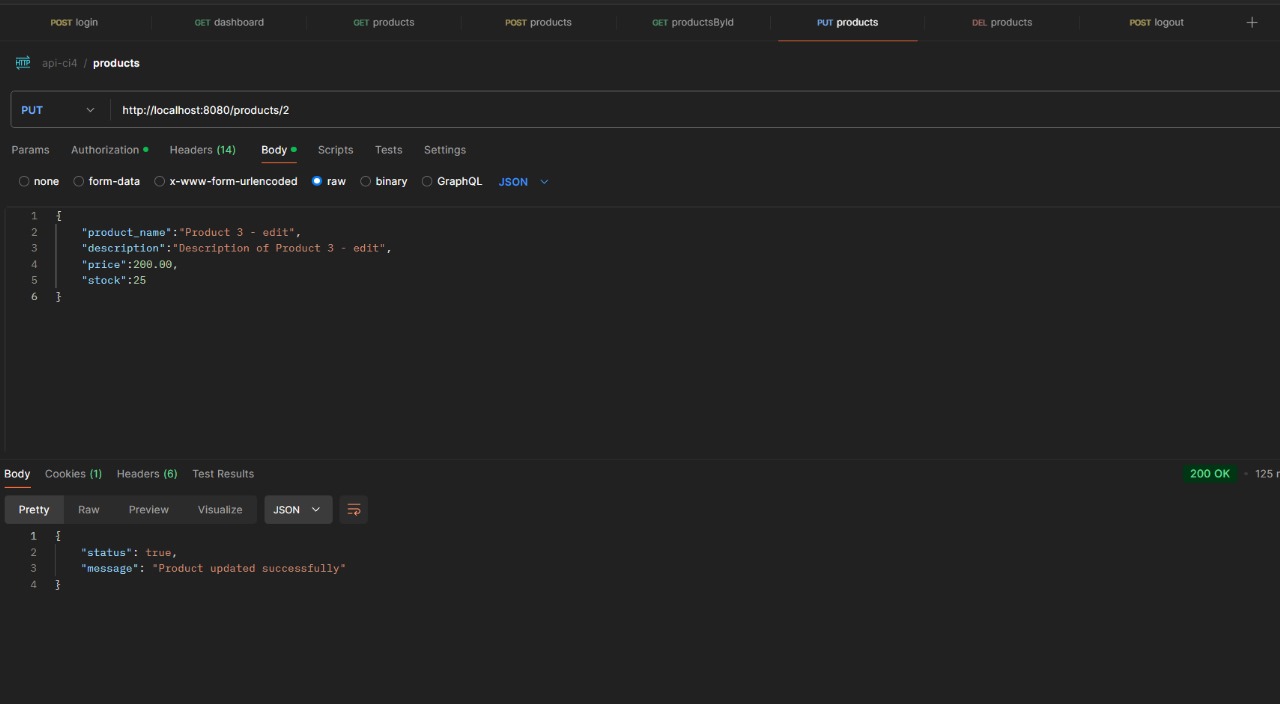 POST login GET dashboard GET products POST products GET productsById PUT products DEL products POST logout +
HTTP api-ci4 / products
PUT http://localhost:8080/products/2
Params Authorization Headers (14) Body Scripts Tests Settings
none form-data x-www-form-urlencoded raw binary GraphQL JSON
1 {
2 "product_name":"Product 3 - edit",
3 "description":"Description of Product 3 - edit",
4 "price":200.00,
5 "stock":25
6 }
Body Cookies (1) Headers (6) Test Results 200 OK 125
Pretty Raw Preview Visualize JSON
1 {
2 "status": true,
3 "message": "Product updated successfully"
4 }